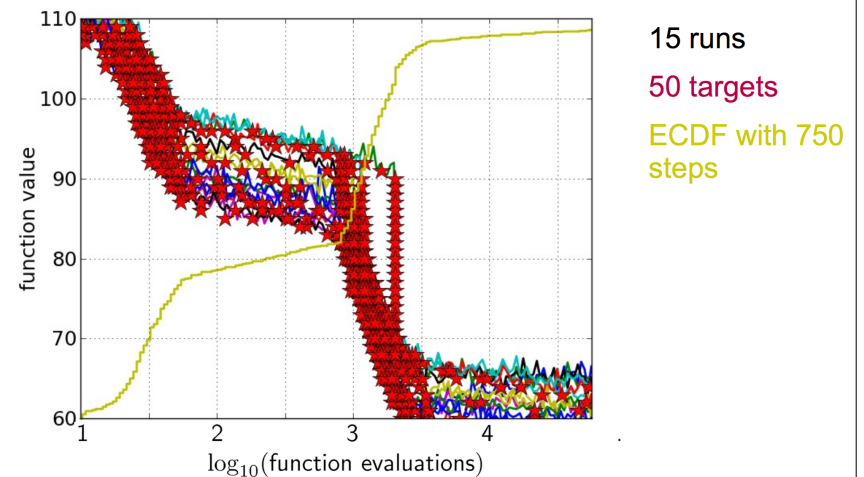 110
100
90
80
70
60
function value
1
2
3
4
.
log10(function evaluations)
15 runs
50 targets
ECDF with 750
steps